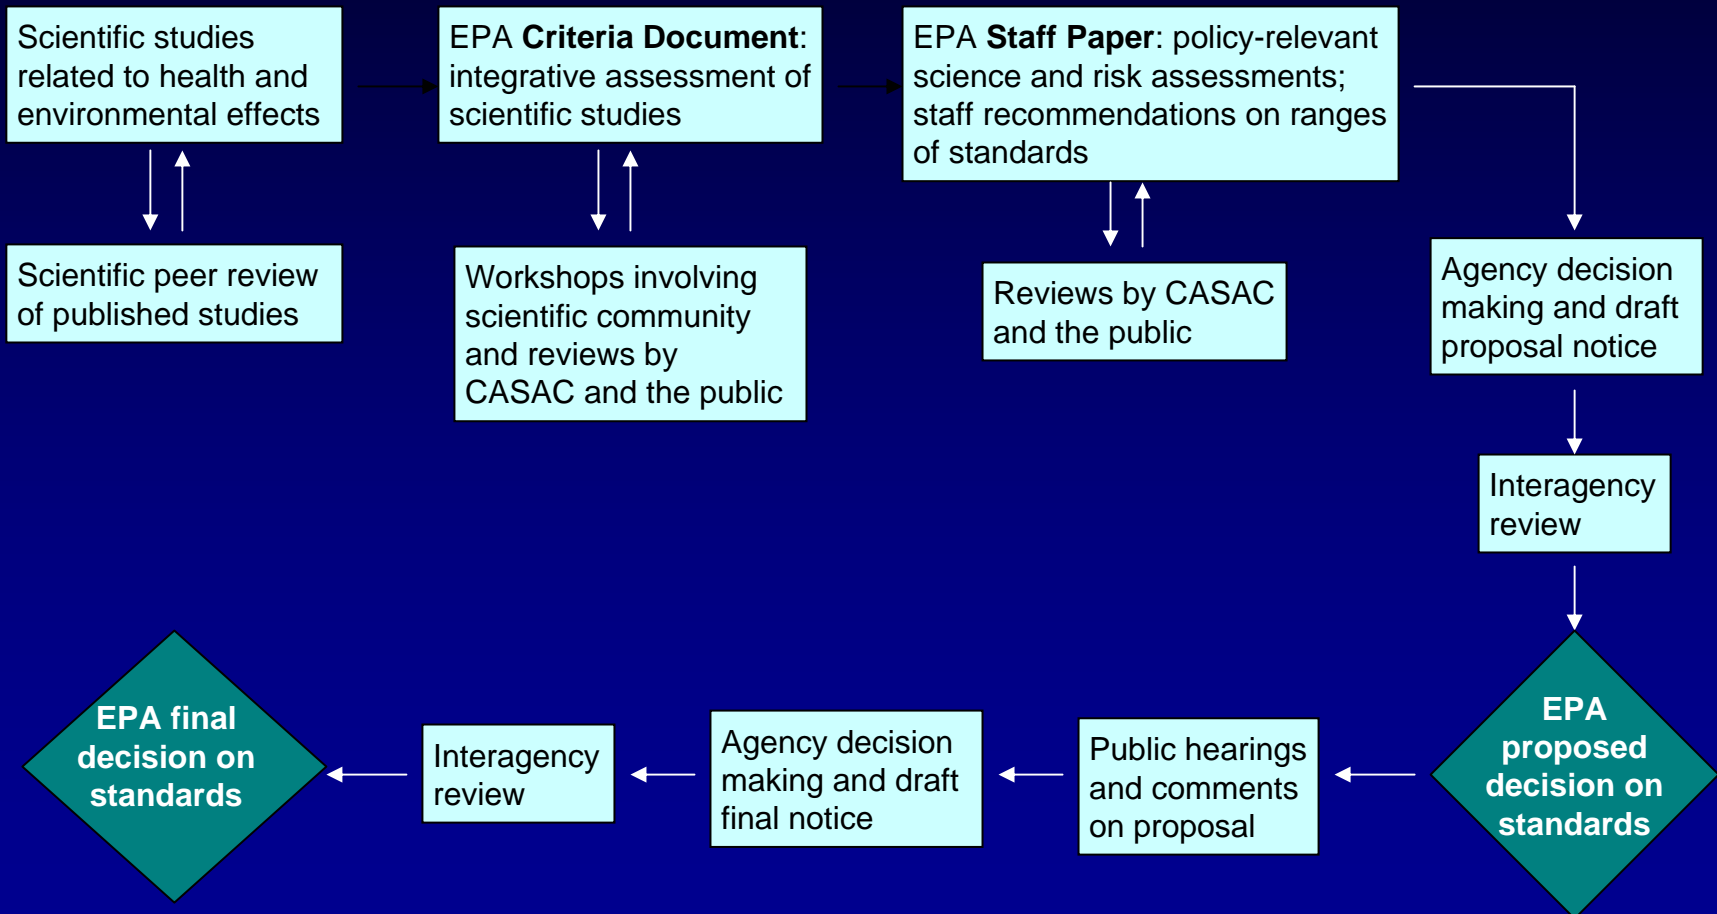 Scientific studies
related to health and
environmental effects
EPA Criteria Document:
integrative assessment of
scientific studies
EPA Staff Paper: policy-relevant
science and risk assessments;
staff recommendations on ranges
of standards
Scientific peer review
of published studies
Workshops involving
scientific community
and reviews by
CASAC and the public
Reviews by CASAC
and the public
Agency decision
making and draft
proposal notice
Interagency
review
EPA
proposed
decision on
standards
Public hearings
and comments
on proposal
Agency decision
making and draft
final notice
Interagency
review
EPA final
decision on
standards